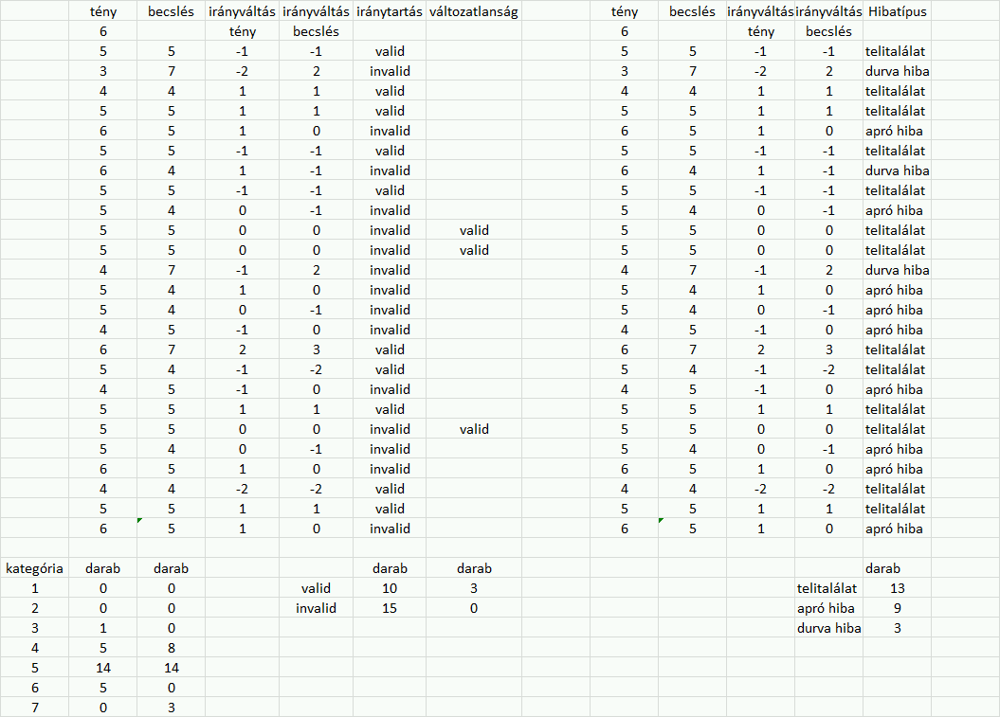 tény becslés irányváltás irányváltás iránytartás változatlanság tény becslés irányváltás irányváltás Hibatípus
6 tény becslés 6 tény becslés
5 5 -1 -1 valid 5 5 -1 -1 telitalálat
3 7 -2 2 invalid 3 7 -2 2 durva hiba
4 4 1 1 valid 4 4 1 1 telitalálat
5 5 1 1 valid 5 5 1 1 telitalálat
6 5 1 0 invalid 6 5 1 0 apró hiba
5 5 -1 -1 valid 5 5 -1 -1 telitalálat
6 4 1 -1 invalid 6 4 1 -1 durva hiba
5 5 -1 -1 valid 5 5 -1 -1 telitalálat
5 4 0 -1 invalid 5 4 0 -1 apró hiba
5 5 0 0 invalid valid 5 5 0 0 telitalálat
5 5 0 0 invalid valid 5 5 0 0 telitalálat
4 7 -1 2 invalid 4 7 -1 2 durva hiba
5 4 1 0 invalid 5 4 1 0 apró hiba
5 4 0 -1 invalid 5 4 0 -1 apró hiba
4 5 -1 0 invalid 4 5 -1 0 apró hiba
6 7 2 3 valid 6 7 2 3 telitalálat
5 4 -1 -2 valid 5 4 -1 -2 telitalálat
4 5 -1 0 invalid 4 5 -1 0 apró hiba
5 5 1 1 valid 5 5 1 1 telitalálat
5 5 0 0 invalid valid 5 5 0 0 telitalálat
5 4 0 -1 invalid 5 4 0 -1 apró hiba
6 5 1 0 invalid 6 5 1 0 apró hiba
4 4 -2 -2 valid 4 4 -2 -2 telitalálat
5 5 1 1 valid 5 5 1 1 telitalálat
6 5 1 0 invalid 6 5 1 0 apró hiba
kategória darab darab darab darab darab
1 0 0 valid 10 3 telitalálat 13
2 0 0 invalid 15 0 apró hiba 9
3 1 0 durva hiba 3
4 5 8
5 14 14
6 5 0
7 0 3